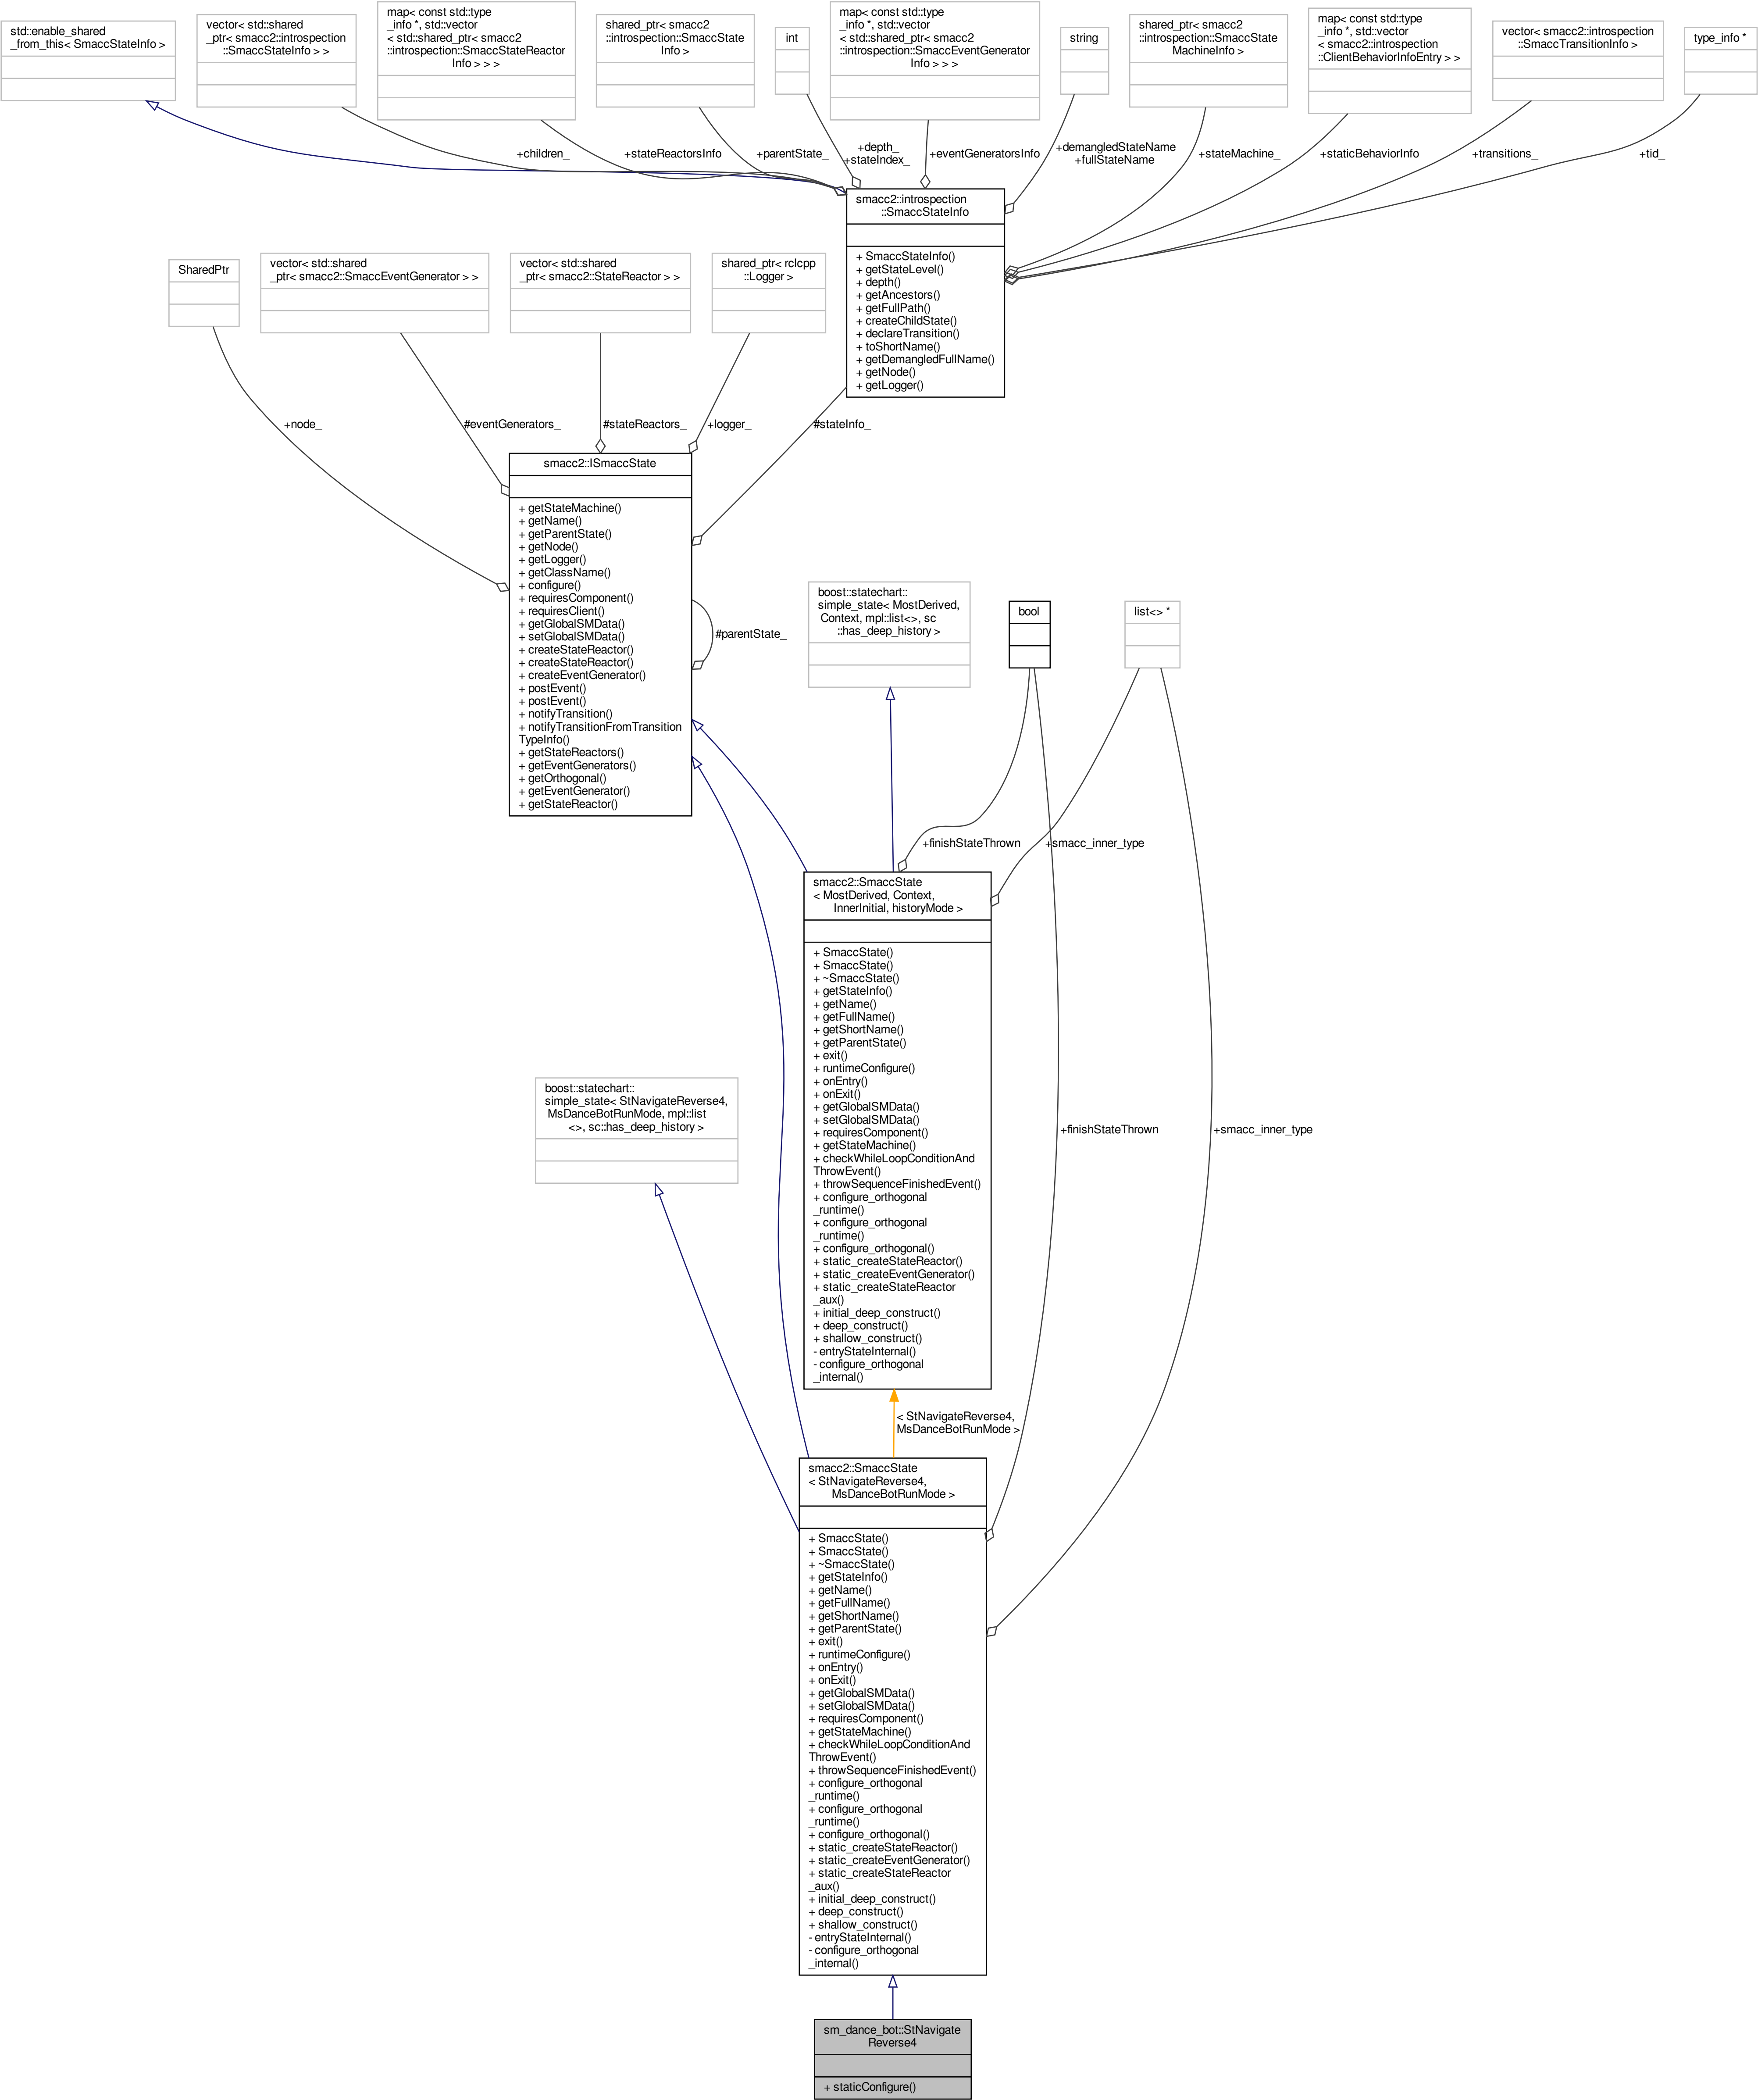 std::enable_shared
_from_this< SmaccStateInfo >
vector< std::shared
_ptr< smacc2::introspection
::SmaccStateInfo > >
map< const std::type
_info *, std::vector
< std::shared_ptr< smacc2
::introspection::SmaccStateReactor
Info > > >
shared_ptr< smacc2
::introspection::SmaccState
Info >
int
map< const std::type
_info *, std::vector
< std::shared_ptr< smacc2
::introspection::SmaccEventGenerator
Info > > >
string
shared_ptr< smacc2
::introspection::SmaccState
MachineInfo >
map< const std::type
_info *, std::vector
< smacc2::introspection
::ClientBehaviorInfoEntry > >
vector< smacc2::introspection
::SmaccTransitionInfo >
type_info *
+children_
+stateReactorsInfo
+parentState_
+depth_
+stateIndex_
+eventGeneratorsInfo
+demangledStateName
+fullStateName
+stateMachine_
+staticBehaviorInfo
+transitions_
+tid_
smacc2::introspection
::SmaccStateInfo
+ SmaccStateInfo()
+ getStateLevel()
+ depth()
+ getAncestors()
+ getFullPath()
+ createChildState()
+ declareTransition()
+ toShortName()
+ getDemangledFullName()
+ getNode()
+ getLogger()
SharedPtr
vector< std::shared
_ptr< smacc2::SmaccEventGenerator > >
vector< std::shared
_ptr< smacc2::StateReactor > >
shared_ptr< rclcpp
::Logger >
+node_
#eventGenerators_
#stateReactors_
+logger_
#stateInfo_
smacc2::ISmaccState
+ getStateMachine()
+ getName()
+ getParentState()
+ getNode()
+ getLogger()
+ getClassName()
+ configure()
+ requiresComponent()
+ requiresClient()
+ getGlobalSMData()
+ setGlobalSMData()
+ createStateReactor()
+ createStateReactor()
+ createEventGenerator()
+ postEvent()
+ postEvent()
+ notifyTransition()
+ notifyTransitionFromTransition
TypeInfo()
+ getStateReactors()
+ getEventGenerators()
+ getOrthogonal()
+ getEventGenerator()
+ getStateReactor()
#parentState_
boost::statechart::
simple_state< MostDerived,
Context, mpl::list<>, sc
::has_deep_history >
bool
list<> *
+finishStateThrown
+smacc_inner_type
smacc2::SmaccState
< MostDerived, Context,
InnerInitial, historyMode >
+ SmaccState()
+ SmaccState()
+ ~SmaccState()
+ getStateInfo()
+ getName()
+ getFullName()
+ getShortName()
+ getParentState()
+ exit()
+ runtimeConfigure()
+ onEntry()
+ onExit()
+ getGlobalSMData()
+ setGlobalSMData()
+ requiresComponent()
+ getStateMachine()
+ checkWhileLoopConditionAnd
ThrowEvent()
+ throwSequenceFinishedEvent()
+ configure_orthogonal
_runtime()
+ configure_orthogonal
_runtime()
+ configure_orthogonal()
+ static_createStateReactor()
+ static_createEventGenerator()
+ static_createStateReactor
_aux()
+ initial_deep_construct()
+ deep_construct()
+ shallow_construct()
- entryStateInternal()
- configure_orthogonal
_internal()
boost::statechart::
simple_state< StNavigateReverse4,
MsDanceBotRunMode, mpl::list
<>, sc::has_deep_history >
+finishStateThrown
+smacc_inner_type
< StNavigateReverse4,
MsDanceBotRunMode >
smacc2::SmaccState
< StNavigateReverse4,
MsDanceBotRunMode >
+ SmaccState()
+ SmaccState()
+ ~SmaccState()
+ getStateInfo()
+ getName()
+ getFullName()
+ getShortName()
+ getParentState()
+ exit()
+ runtimeConfigure()
+ onEntry()
+ onExit()
+ getGlobalSMData()
+ setGlobalSMData()
+ requiresComponent()
+ getStateMachine()
+ checkWhileLoopConditionAnd
ThrowEvent()
+ throwSequenceFinishedEvent()
+ configure_orthogonal
_runtime()
+ configure_orthogonal
_runtime()
+ configure_orthogonal()
+ static_createStateReactor()
+ static_createEventGenerator()
+ static_createStateReactor
_aux()
+ initial_deep_construct()
+ deep_construct()
+ shallow_construct()
- entryStateInternal()
- configure_orthogonal
_internal()
sm_dance_bot::StNavigate
Reverse4
+ staticConfigure()